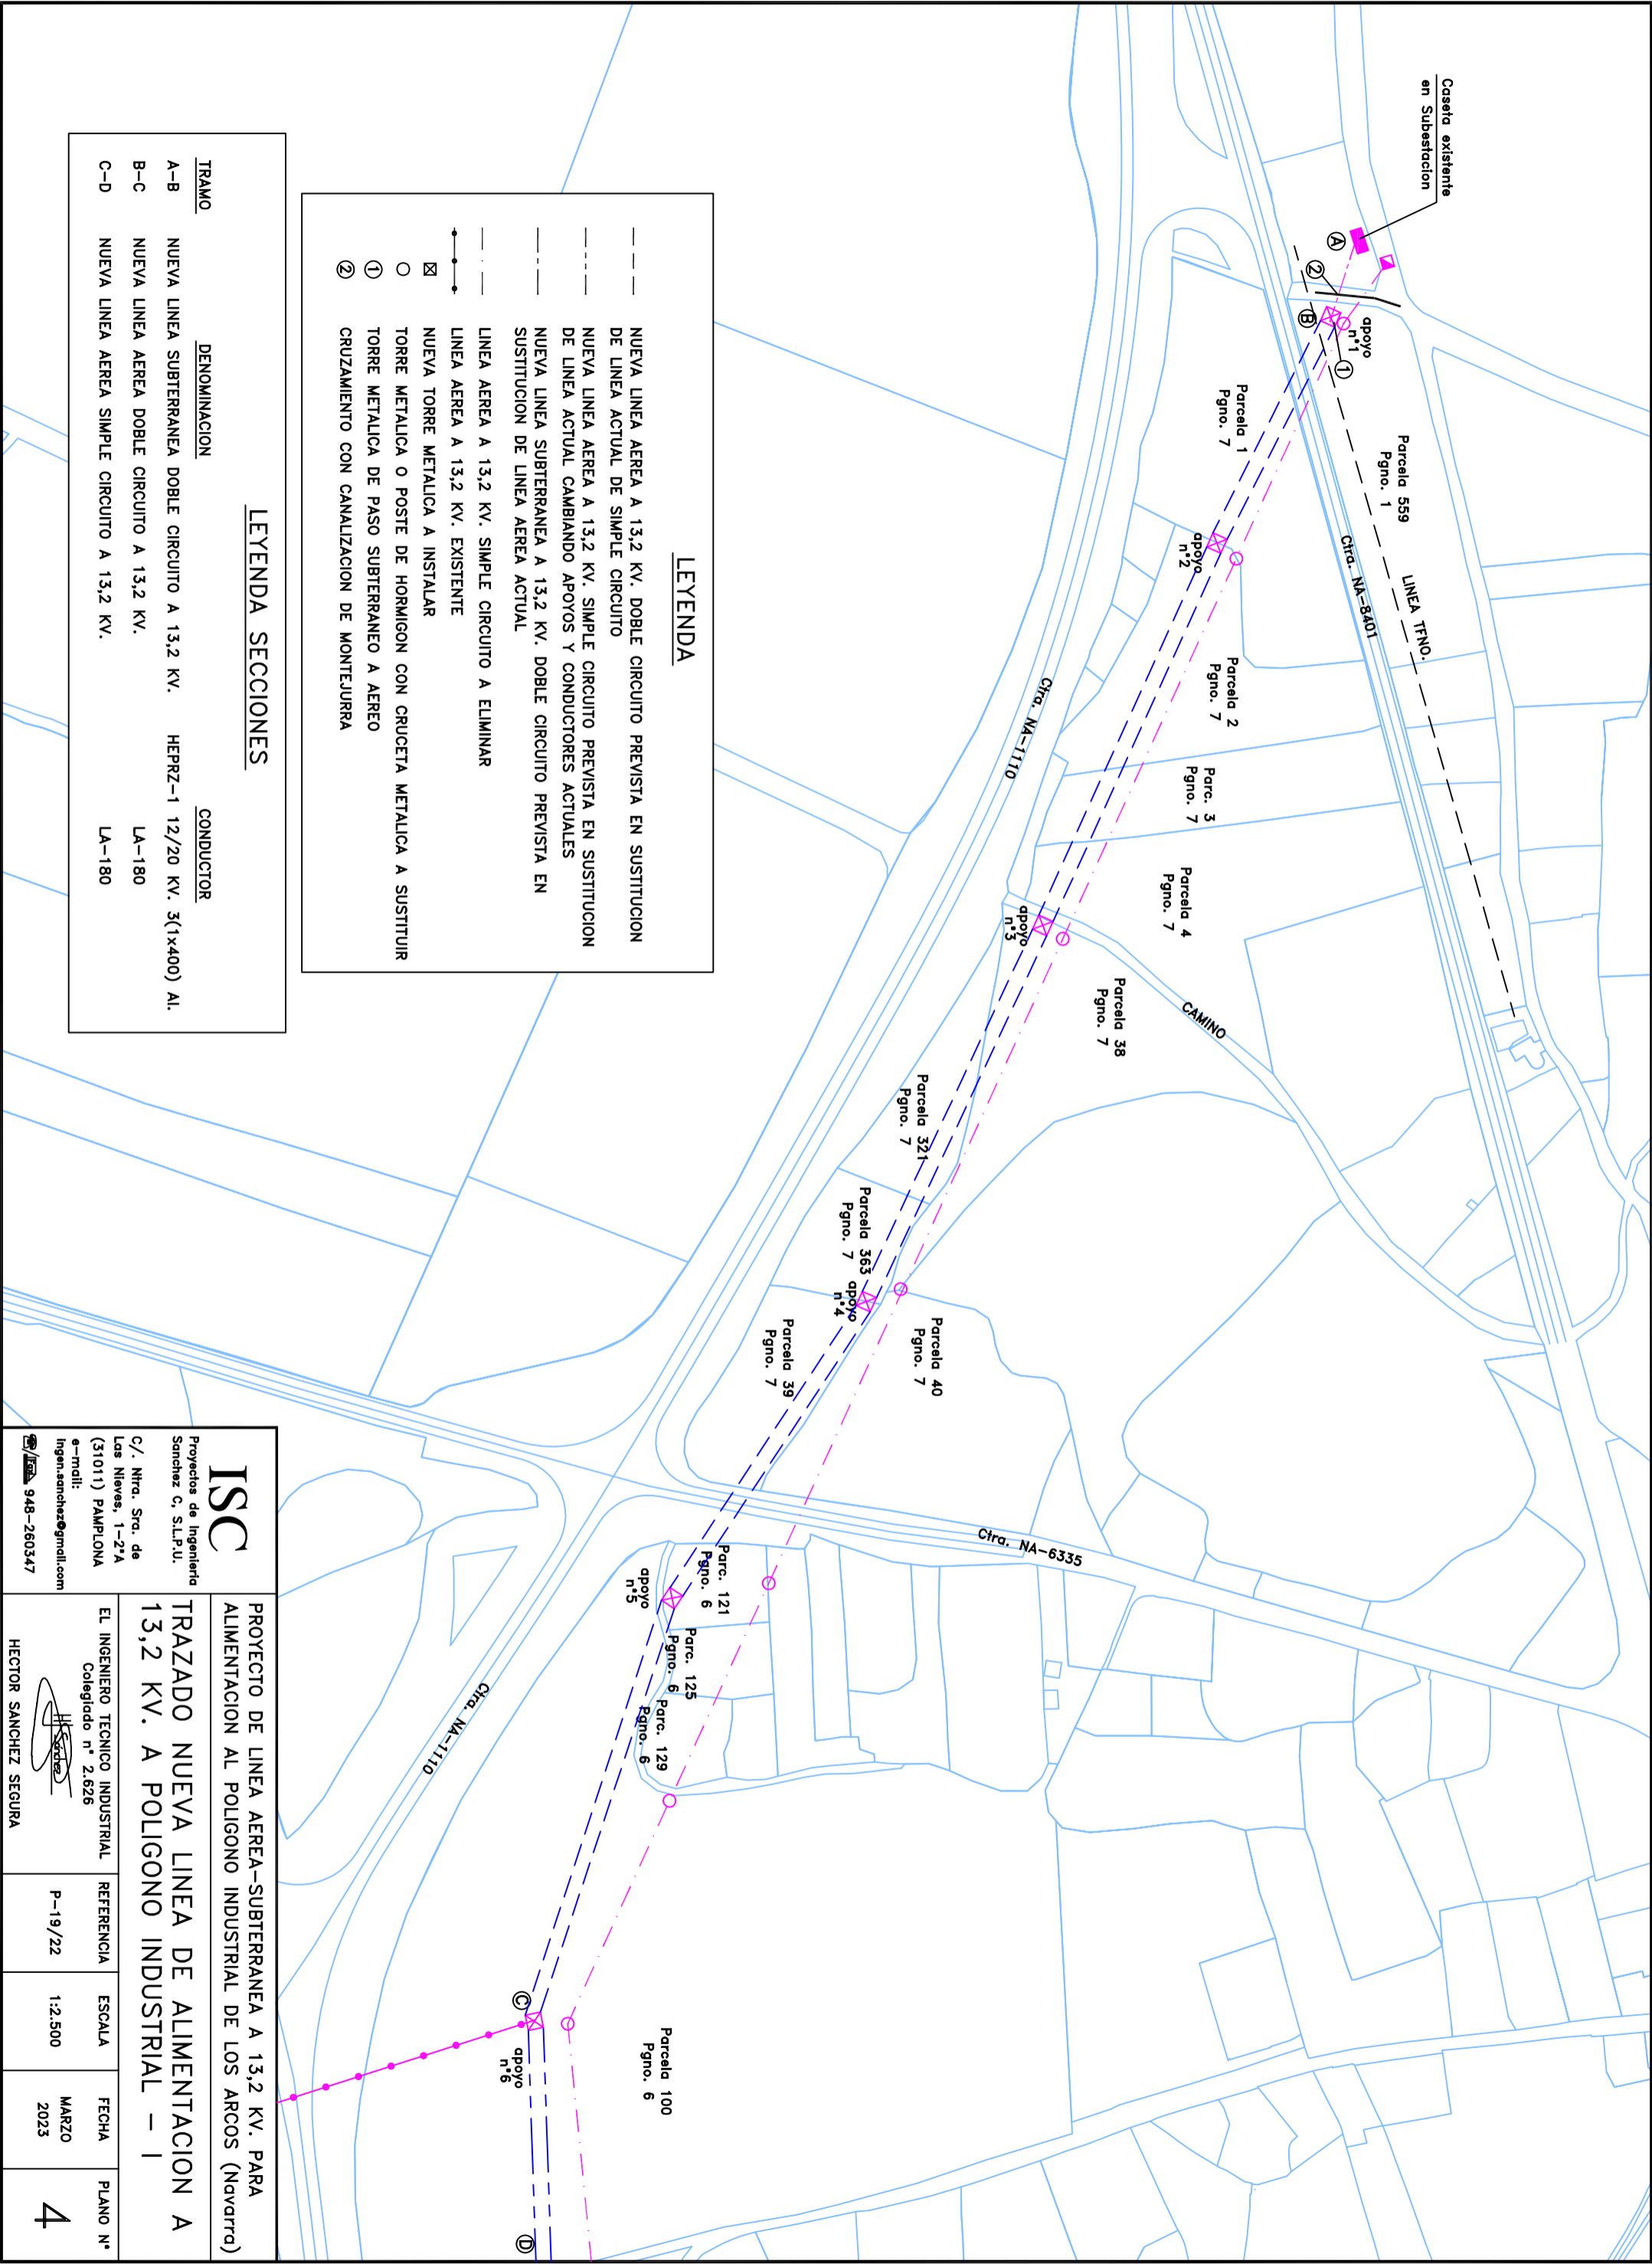 Caseta existente
en Subestacion
A
2
B
apoyo
n°1
1
Parcela 559
Pgno. 1
LINEA TFNO.
Ctra. NA-8401
Parcela 1
Pgno. 7
apoyo
n°2
Parcela 2
Pgno. 7
Parc. 3
Pgno. 7
Parcela 4
Pgno. 7
Ctra. NA-1110
apoyo
n°3
Parcela 38
Pgno. 7
CAMINO
Parcela 321
Pgno. 7
Parcela 363
Pgno. 7
apoyo
n°4
Parcela 40
Pgno. 7
Parcela 39
Pgno. 7
Ctra. NA-6335
Parc. 121
Pgno. 6
apoyo
n°5
Parc. 125
Pgno. 6
Parc. 129
Pgno. 6
Ctra. NA-1110
C
apoyo
n°6
Parcela 100
Pgno. 6
D
LEYENDA
NUEVA LINEA AEREA A 13,2 KV. DOBLE CIRCUITO PREVISTA EN SUSTITUCION
DE LINEA ACTUAL DE SIMPLE CIRCUITO
NUEVA LINEA AEREA A 13,2 KV. SIMPLE CIRCUITO PREVISTA EN SUSTITUCION
DE LINEA ACTUAL CAMBIANDO APOYOS Y CONDUCTORES ACTUALES
NUEVA LINEA SUBTERRANEA A 13,2 KV. DOBLE CIRCUITO PREVISTA EN
SUSTITUCION DE LINEA AEREA ACTUAL
LINEA AEREA A 13,2 KV. SIMPLE CIRCUITO A ELIMINAR
LINEA AEREA A 13,2 KV. EXISTENTE
NUEVA TORRE METALICA A INSTALAR
TORRE METALICA O POSTE DE HORMIGON CON CRUCETA METALICA A SUSTITUIR
1 TORRE METALICA DE PASO SUBTERRANEO A AEREO
2 CRUZAMIENTO CON CANALIZACION DE MONTEJURRA
LEYENDA SECCIONES
TRAMO DENOMINACION CONDUCTOR
A-B NUEVA LINEA SUBTERRANEA DOBLE CIRCUITO A 13,2 KV. HEPRZ-1 12/20 KV. 3(1x400) Al.
B-C NUEVA LINEA AEREA DOBLE CIRCUITO A 13,2 KV. LA-180
C-D NUEVA LINEA AEREA SIMPLE CIRCUITO A 13,2 KV. LA-180
ISC
Proyectos de Ingenieria
Sanchez C, S.L.P.U.
C/. Ntra. Sra. de
Las Nieves, 1-2°A
(31011) PAMPLONA
e-mail:
ingen.sanchez@gmail.com
Fax 948-260347
PROYECTO DE LINEA AEREA-SUBTERRANEA A 13,2 KV. PARA
ALIMENTACION AL POLIGONO INDUSTRIAL DE LOS ARCOS (Navarra)
TRAZADO NUEVA LINEA DE ALIMENTACION A
13,2 KV. A POLIGONO INDUSTRIAL - I
EL INGENIERO TECNICO INDUSTRIAL
Colegiado n° 2.626
HSanchez
HECTOR SANCHEZ SEGURA
REFERENCIA
P-19/22
ESCALA
1:2.500
FECHA
MARZO
2023
PLANO N°
4